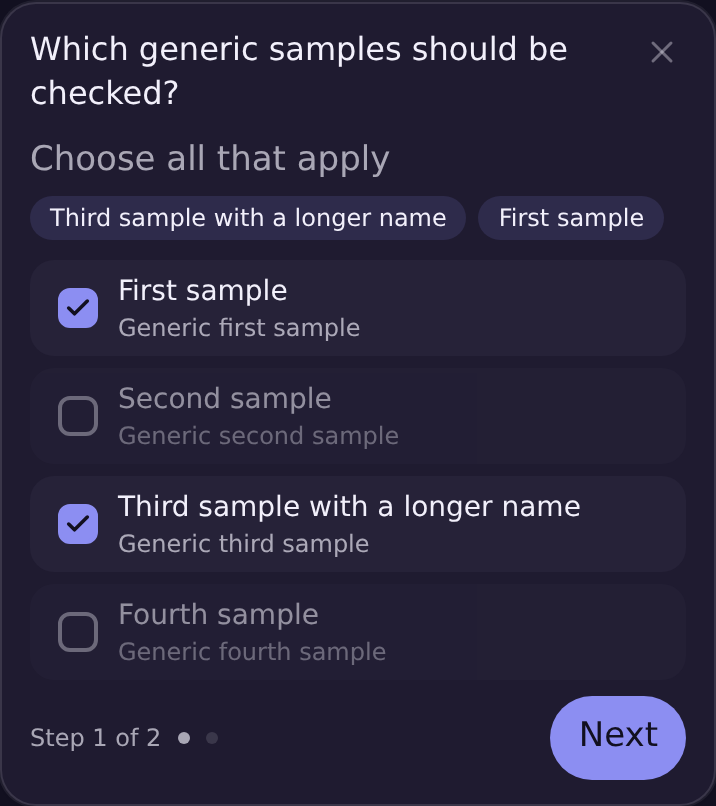 Which generic samples should be
checked?
Choose all that apply
Third sample with a longer name
First sample
First sample
Generic first sample
Second sample
Generic second sample
Third sample with a longer name
Generic third sample
Fourth sample
Generic fourth sample
Step 1 of 2
Next